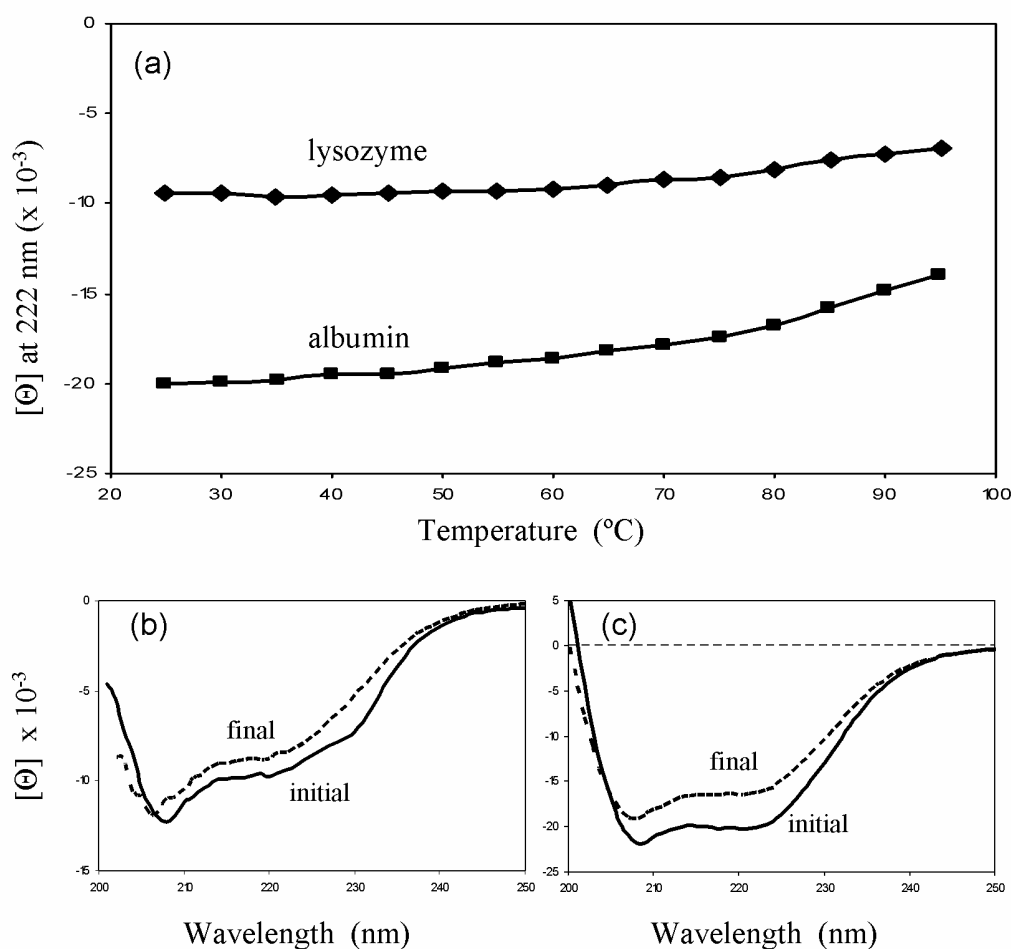 (a)
0
-5
-10
-15
-20
-25
[Θ] at 222 nm (x 10⁻³)
lysozyme
albumin
20 30 40 50 60 70 80 90 100
Temperature (ºC)
(b)
0
-5
-10
-15
[Θ] x 10⁻³
final
initial
200 210 220 230 240 250
Wavelength (nm)
(c)
5
0
-5
-10
-15
-20
-25
final
initial
200 210 220 230 240 250
Wavelength (nm)